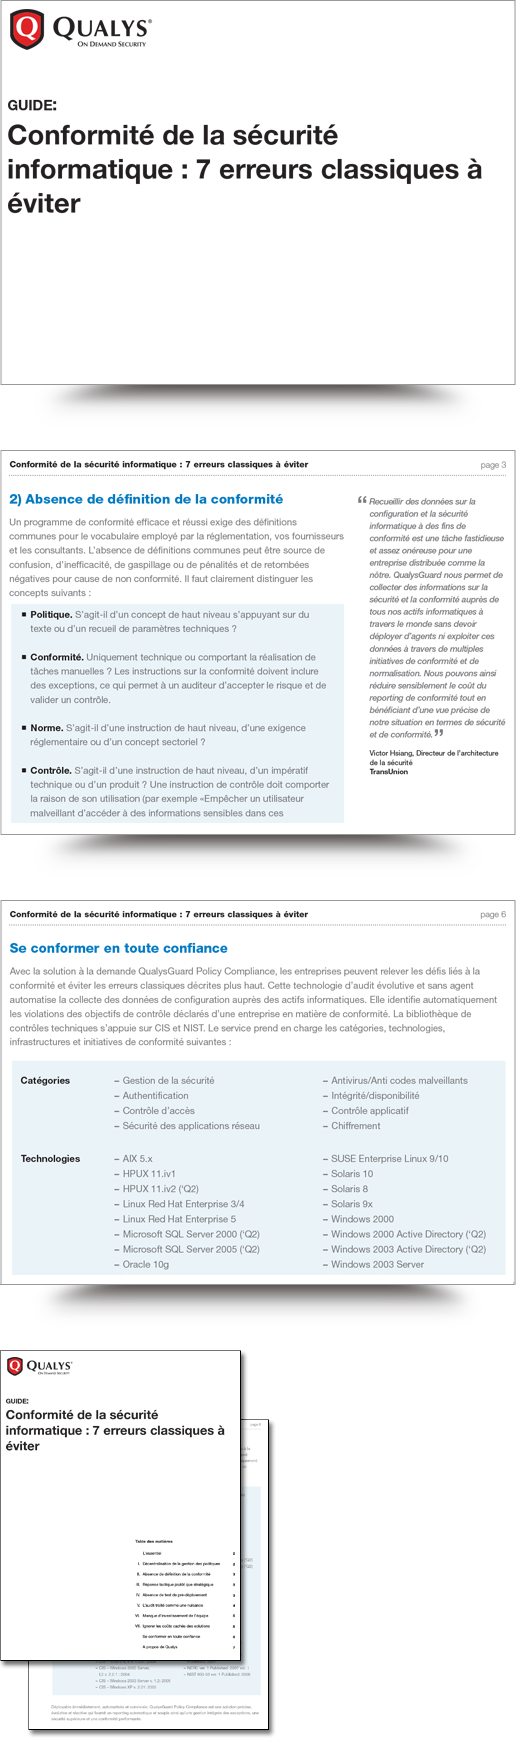 QUALYS®
ON DEMAND SECURITY
GUIDE:
Conformité de la sécurité
informatique : 7 erreurs classiques à
éviter
Conformité de la sécurité informatique : 7 erreurs classiques à éviter
page 3
2) Absence de définition de la conformité
Un programme de conformité efficace et réussi exige des définitions
communes pour le vocabulaire employé par la réglementation, vos fournisseurs
et les consultants. L'absence de définitions communes peut être source de
confusion, d'inefficacité, de gaspillage ou de pénalités et de retombées
négatives pour cause de non conformité. Il faut clairement distinguer les
concepts suivants :
■ Politique. S'agit-il d'un concept de haut niveau s'appuyant sur du
texte ou d'un recueil de paramètres techniques ?
■ Conformité. Uniquement technique ou comportant la réalisation de
tâches manuelles ? Les instructions sur la conformité doivent inclure
des exceptions, ce qui permet à un auditeur d'accepter le risque et de
valider un contrôle.
■ Norme. S'agit-il d'une instruction de haut niveau, d'une exigence
réglementaire ou d'un concept sectoriel ?
■ Contrôle. S'agit-il d'une instruction de haut niveau, d'un impératif
technique ou d'un produit ? Une instruction de contrôle doit comporter
la raison de son utilisation (par exemple «Empêcher un utilisateur
malveillant d'accéder à des informations sensibles dans ces
“ Recueillir des données sur la
configuration et la sécurité
informatique à des fins de
conformité est une tâche fastidieuse
et assez onéreuse pour une
entreprise distribuée comme la
nôtre. QualysGuard nous permet de
collecter des informations sur la
sécurité et la conformité auprès de
tous nos actifs informatiques à
travers le monde sans devoir
déployer d'agents ni exploiter ces
données à travers de multiples
initiatives de conformité et de
normalisation. Nous pouvons ainsi
réduire sensiblement le coût du
reporting de conformité tout en
bénéficiant d'une vue précise de
notre situation en termes de sécurité
et de conformité. ”
Victor Hsiang, Directeur de l'architecture
de la sécurité
TransUnion
Conformité de la sécurité informatique : 7 erreurs classiques à éviter
page 6
Se conformer en toute confiance
Avec la solution à la demande QualysGuard Policy Compliance, les entreprises peuvent relever les défis liés à la
conformité et éviter les erreurs classiques décrites plus haut. Cette technologie d'audit évolutive et sans agent
automatise la collecte des données de configuration auprès des actifs informatiques. Elle identifie automatiquement
les violations des objectifs de contrôle déclarés d'une entreprise en matière de conformité. La bibliothèque de
contrôles techniques s'appuie sur CIS et NIST. Le service prend en charge les catégories, technologies,
infrastructures et initiatives de conformité suivantes :
Catégories – Gestion de la sécurité – Antivirus/Anti codes malveillants
– Authentification – Intégrité/disponibilité
– Contrôle d'accès – Contrôle applicatif
– Sécurité des applications réseau – Chiffrement
Technologies – AIX 5.x – SUSE Enterprise Linux 9/10
– HPUX 11.iv1 – Solaris 10
– HPUX 11.iv2 ('Q2) – Solaris 8
– Linux Red Hat Enterprise 3/4 – Solaris 9x
– Linux Red Hat Enterprise 5 – Windows 2000
– Microsoft SQL Server 2000 ('Q2) – Windows 2000 Active Directory ('Q2)
– Microsoft SQL Server 2005 ('Q2) – Windows 2003 Active Directory ('Q2)
– Oracle 10g – Windows 2003 Server
QUALYS®
ON DEMAND SECURITY
GUIDE:
Conformité de la sécurité
informatique : 7 erreurs classiques à
éviter
page 6
Table des matières
L'essentiel 2
I. Décentralisation de la gestion des politiques 2
II. Absence de définition de la conformité 3
III. Réponse tactique plutôt que stratégique 3
IV. Absence de test de pré-déploiement 3
V. L'audit traité comme une nuisance 4
VI. Manque d'investissement de l'équipe 5
VII. Ignorer les coûts cachés des solutions 5
Se conformer en toute confiance 6
A propos de Qualys 7